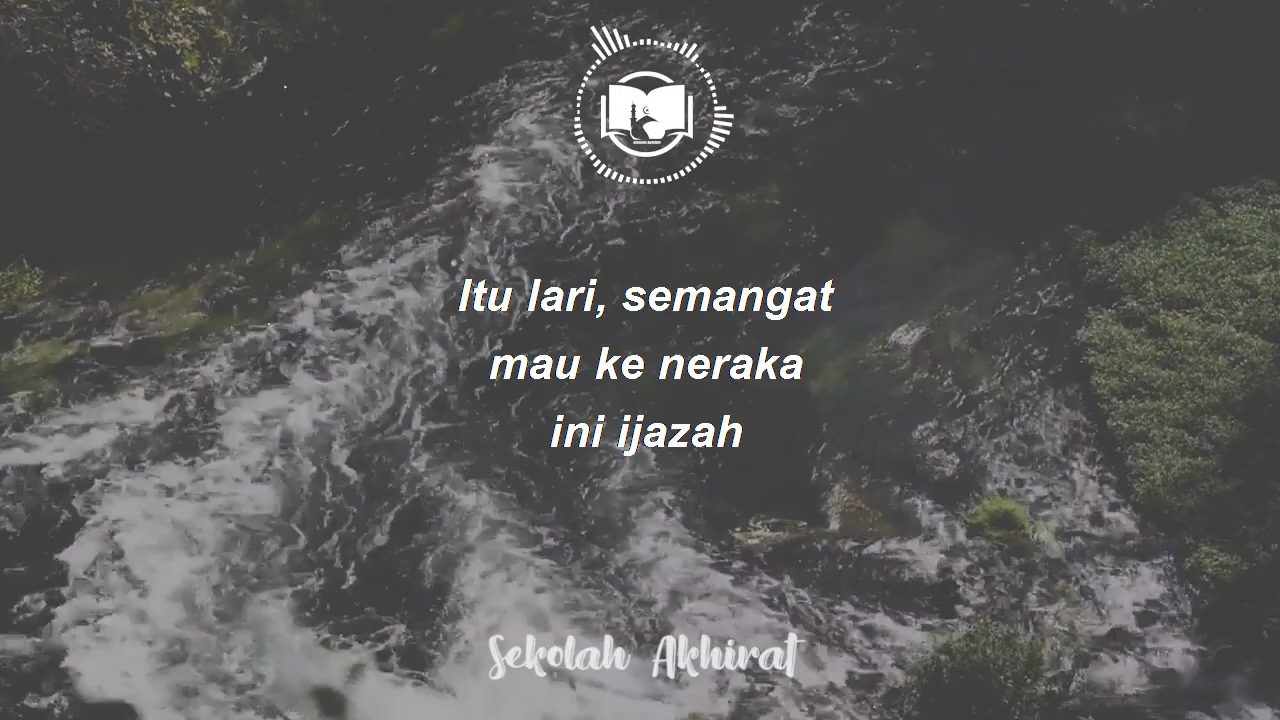 Itu lari, semangat
mau ke neraka
ini ijazah
Sekolah Akhirat